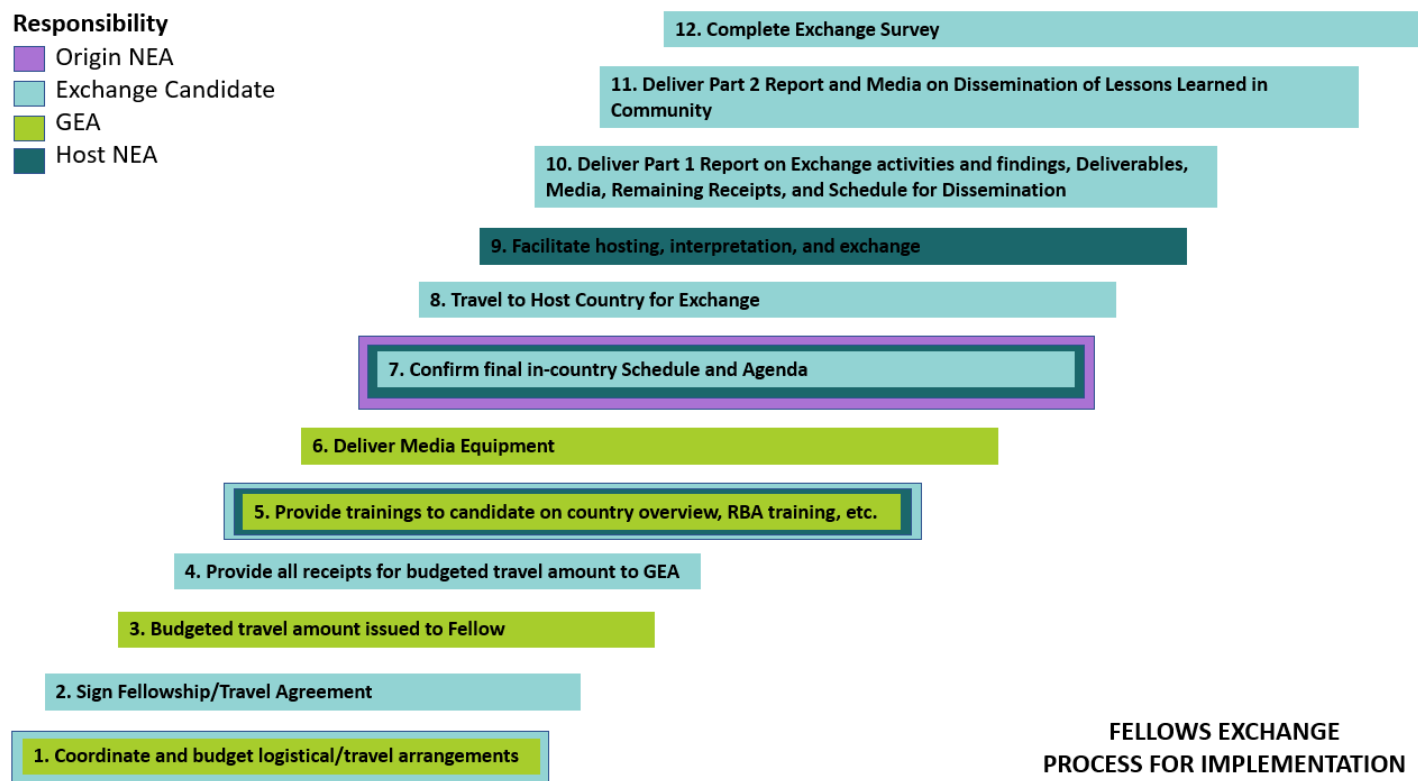 Responsibility
Origin NEA
Exchange Candidate
GEA
Host NEA
12. Complete Exchange Survey
11. Deliver Part 2 Report and Media on Dissemination of Lessons Learned in
Community
10. Deliver Part 1 Report on Exchange activities and findings, Deliverables,
Media, Remaining Receipts, and Schedule for Dissemination
9. Facilitate hosting, interpretation, and exchange
8. Travel to Host Country for Exchange
7. Confirm final in-country Schedule and Agenda
6. Deliver Media Equipment
5. Provide trainings to candidate on country overview, RBA training, etc.
4. Provide all receipts for budgeted travel amount to GEA
3. Budgeted travel amount issued to Fellow
2. Sign Fellowship/Travel Agreement
1. Coordinate and budget logistical/travel arrangements
FELLOWS EXCHANGE
PROCESS FOR IMPLEMENTATION